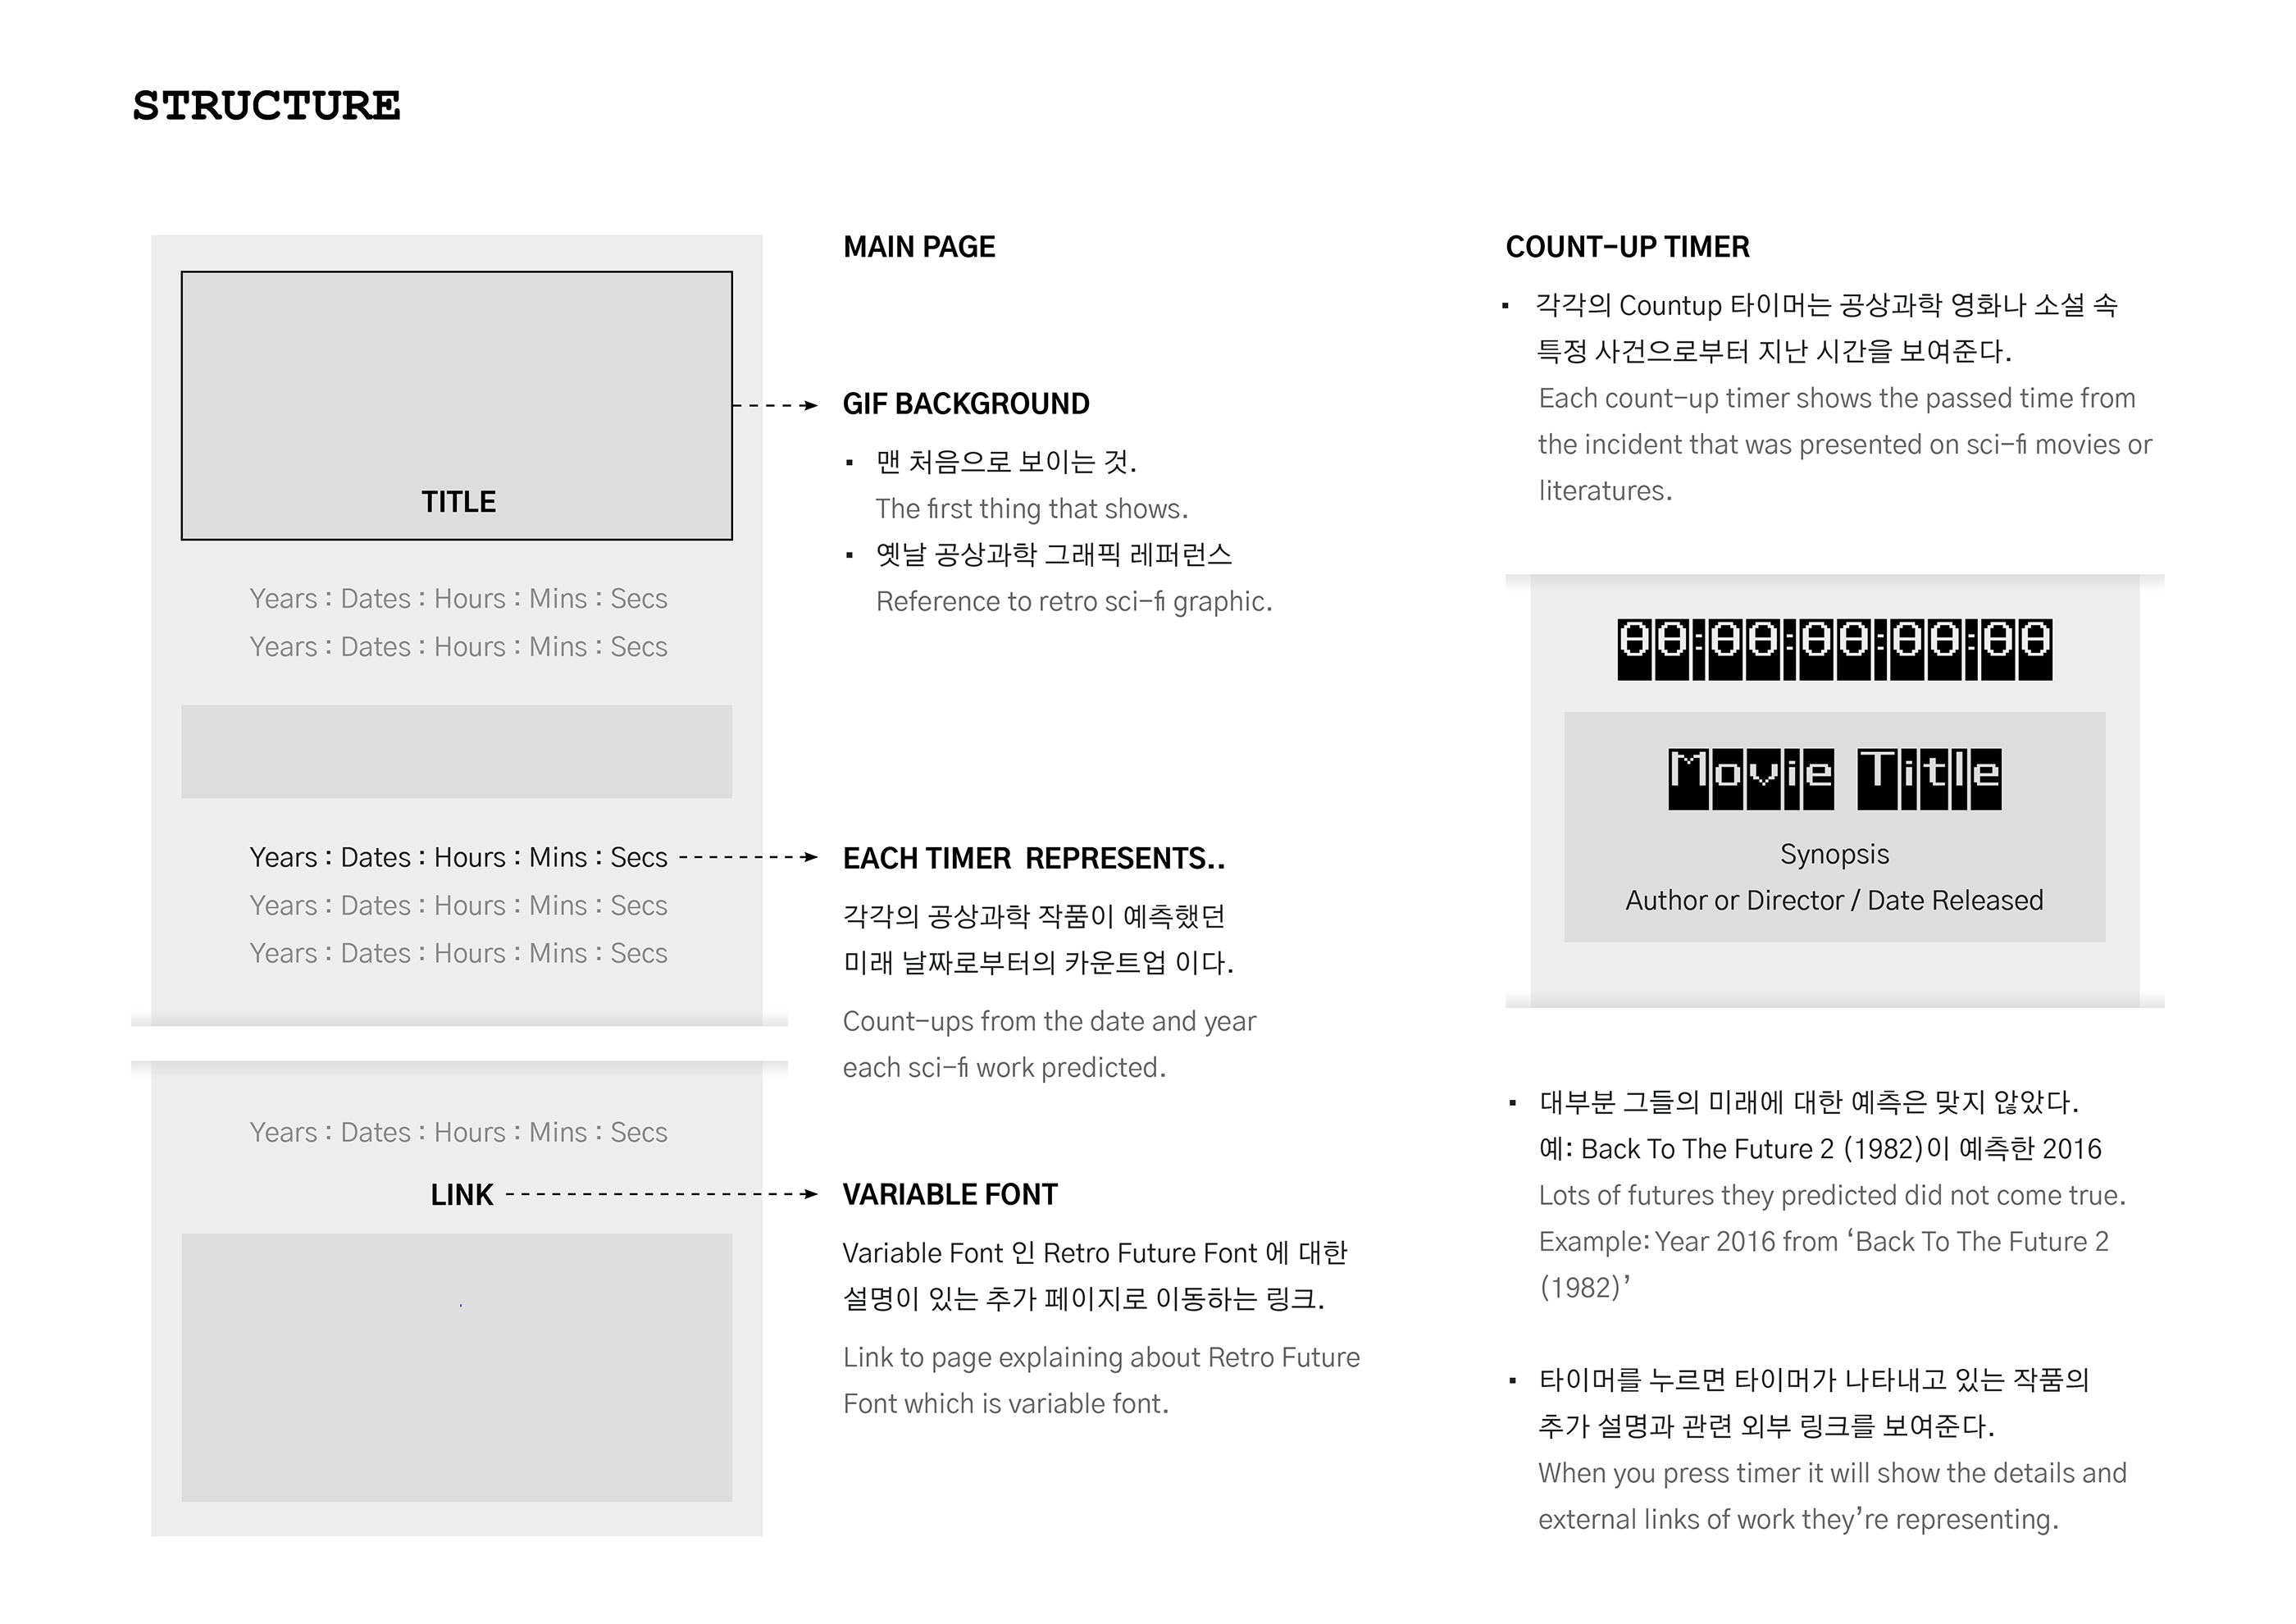 STRUCTURE
TITLE
Years : Dates : Hours : Mins : Secs
Years : Dates : Hours : Mins : Secs
Years : Dates : Hours : Mins : Secs
Years : Dates : Hours : Mins : Secs
Years : Dates : Hours : Mins : Secs
Years : Dates : Hours : Mins : Secs
LINK
MAIN PAGE
GIF BACKGROUND
▪ 맨 처음으로 보이는 것.
The first thing that shows.
▪ 옛날 공상과학 그래픽 레퍼런스
Reference to retro sci-fi graphic.
EACH TIMER REPRESENTS..
각각의 공상과학 작품이 예측했던
미래 날짜로부터의 카운트업 이다.
Count-ups from the date and year
each sci-fi work predicted.
VARIABLE FONT
Variable Font 인 Retro Future Font 에 대한
설명이 있는 추가 페이지로 이동하는 링크.
Link to page explaining about Retro Future
Font which is variable font.
COUNT-UP TIMER
▪ 각각의 Countup 타이머는 공상과학 영화나 소설 속
특정 사건으로부터 지난 시간을 보여준다.
Each count-up timer shows the passed time from
the incident that was presented on sci-fi movies or
literatures.
00:00:00:00:00
Movie Title
Synopsis
Author or Director / Date Released
▪ 대부분 그들의 미래에 대한 예측은 맞지 않았다.
예: Back To The Future 2 (1982)이 예측한 2016
Lots of futures they predicted did not come true.
Example: Year 2016 from ‘Back To The Future 2
(1982)’
▪ 타이머를 누르면 타이머가 나타내고 있는 작품의
추가 설명과 관련 외부 링크를 보여준다.
When you press timer it will show the details and
external links of work they’re representing.